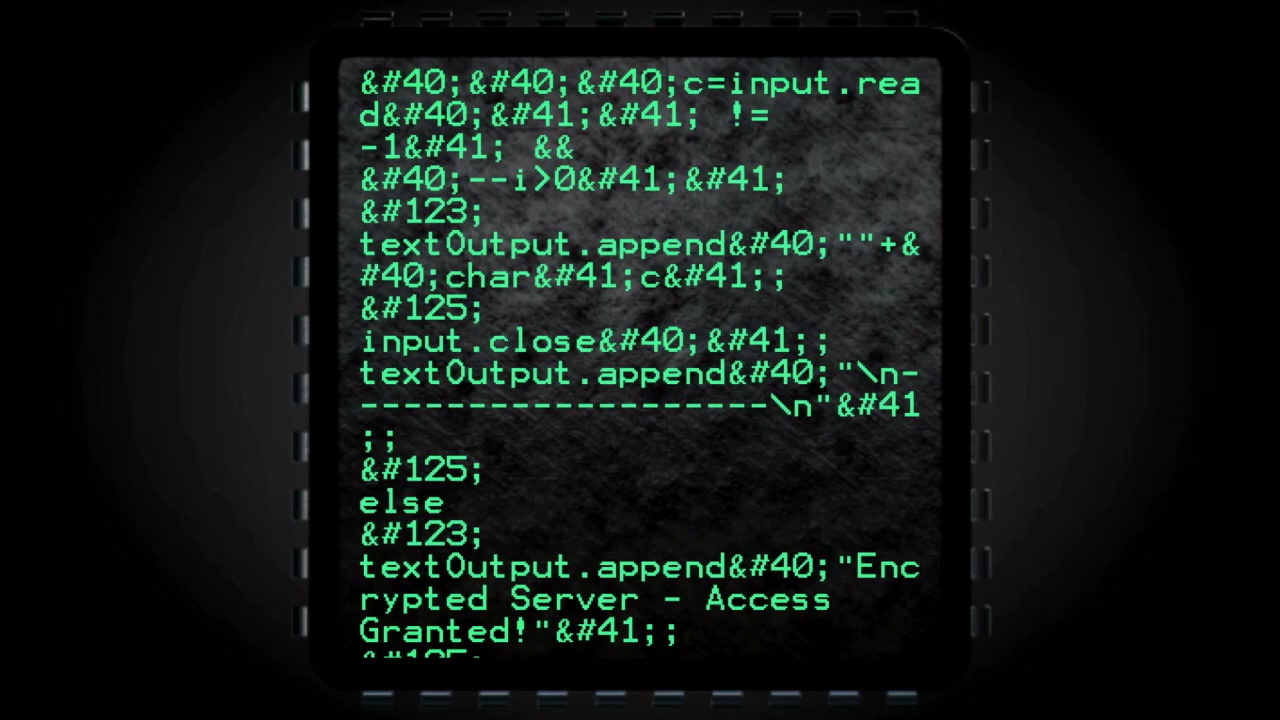 &#40;&#40;&#40;c=input.rea
d&#40;&#41;&#41; !=
-1&#41; &&
&#40;--i>0&#41;&#41;
&#123;
textOutput.append&#40;""+&
#40;char&#41;c&#41;;
&#125;
input.close&#40;&#41;;
textOutput.append&#40;"\n-
-------------------\n"&#41
;;
&#125;
else
&#123;
textOutput.append&#40;"Enc
rypted Server - Access
Granted!"&#41;;
&#125;